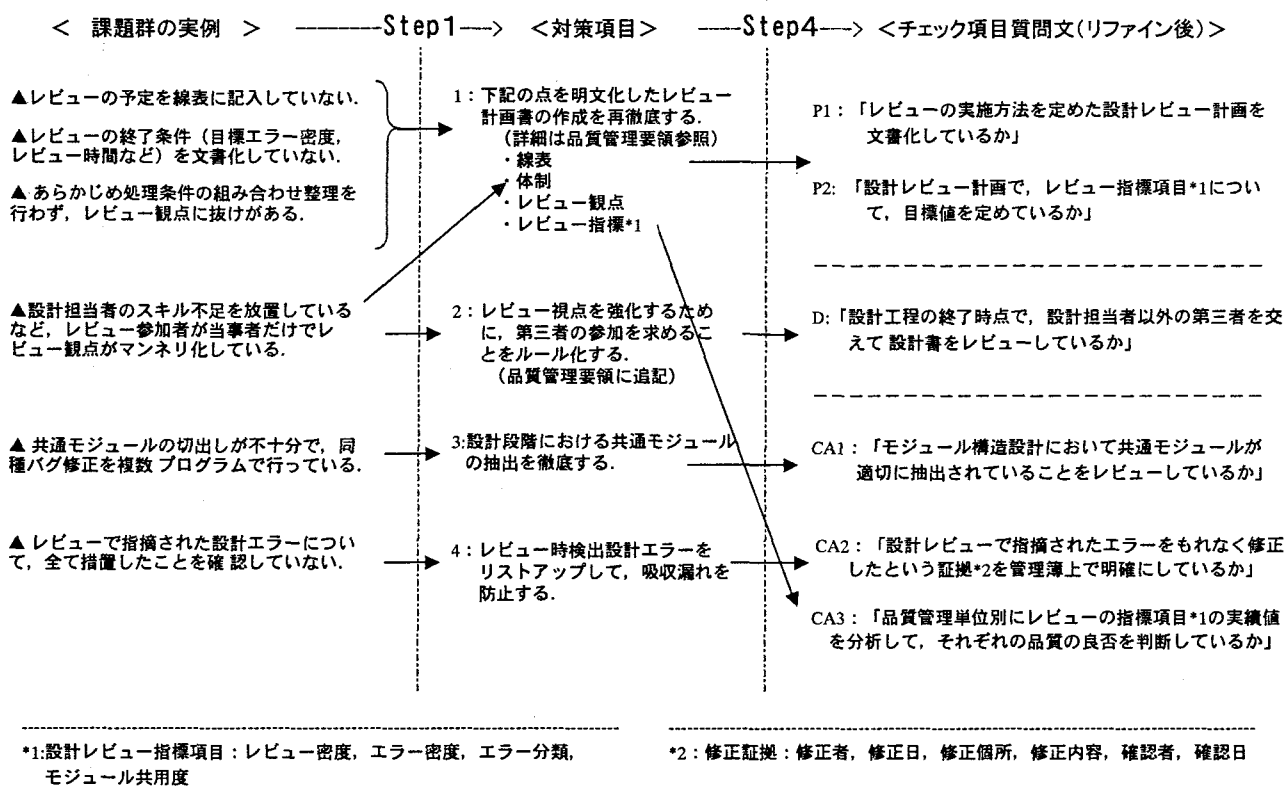 ＜ 課題群の実例 ＞ Step1 ＜対策項目＞ Step4 ＜チェック項目質問文(リファイン後)＞
▲レビューの予定を線表に記入していない．
▲レビューの終了条件（目標エラー密度，
レビュー時間など）を文書化していない．
▲ あらかじめ処理条件の組み合わせ整理を
行わず，レビュー観点に抜けがある．
▲設計担当者のスキル不足を放置している
など，レビュー参加者が当事者だけでレ
ビュー観点がマンネリ化している．
▲ 共通モジュールの切出しが不十分で，同
種バグ修正を複数 プログラムで行っている．
▲ レビューで指摘された設計エラーについ
て，全て措置したことを確 認していない．
1：下記の点を明文化したレビュー
計画書の作成を再徹底する．
（詳細は品質管理要領参照）
・線表
・体制
・レビュー観点
・レビュー指標*1
2：レビュー視点を強化するため
に，第三者の参加を求めるこ
とをルール化する．
（品質管理要領に追記）
3:設計段階における共通モジュール
の抽出を徹底する．
4：レビュー時検出設計エラーを
リストアップして，吸収漏れを
防止する．
P1：「レビューの実施方法を定めた設計レビュー計画を
文書化しているか」
P2:「設計レビュー計画で，レビュー指標項目*1につい
て，目標値を定めているか」
D:「設計工程の終了時点で，設計担当者以外の第三者を交
えて 設計書をレビューしているか」
CA1：「モジュール構造設計において共通モジュールが
適切に抽出されていることをレビューしているか」
CA2：「設計レビューで指摘されたエラーをもれなく修正
したという証拠*2を管理簿上で明確にしているか」
CA3：「品質管理単位別にレビューの指標項目*1の実績値
を分析して，それぞれの品質の良否を判断しているか」
*1:設計レビュー指標項目：レビュー密度，エラー密度，エラー分類，
モジュール共用度
*2：修正証拠：修正者，修正日，修正個所，修正内容，確認者，確認日